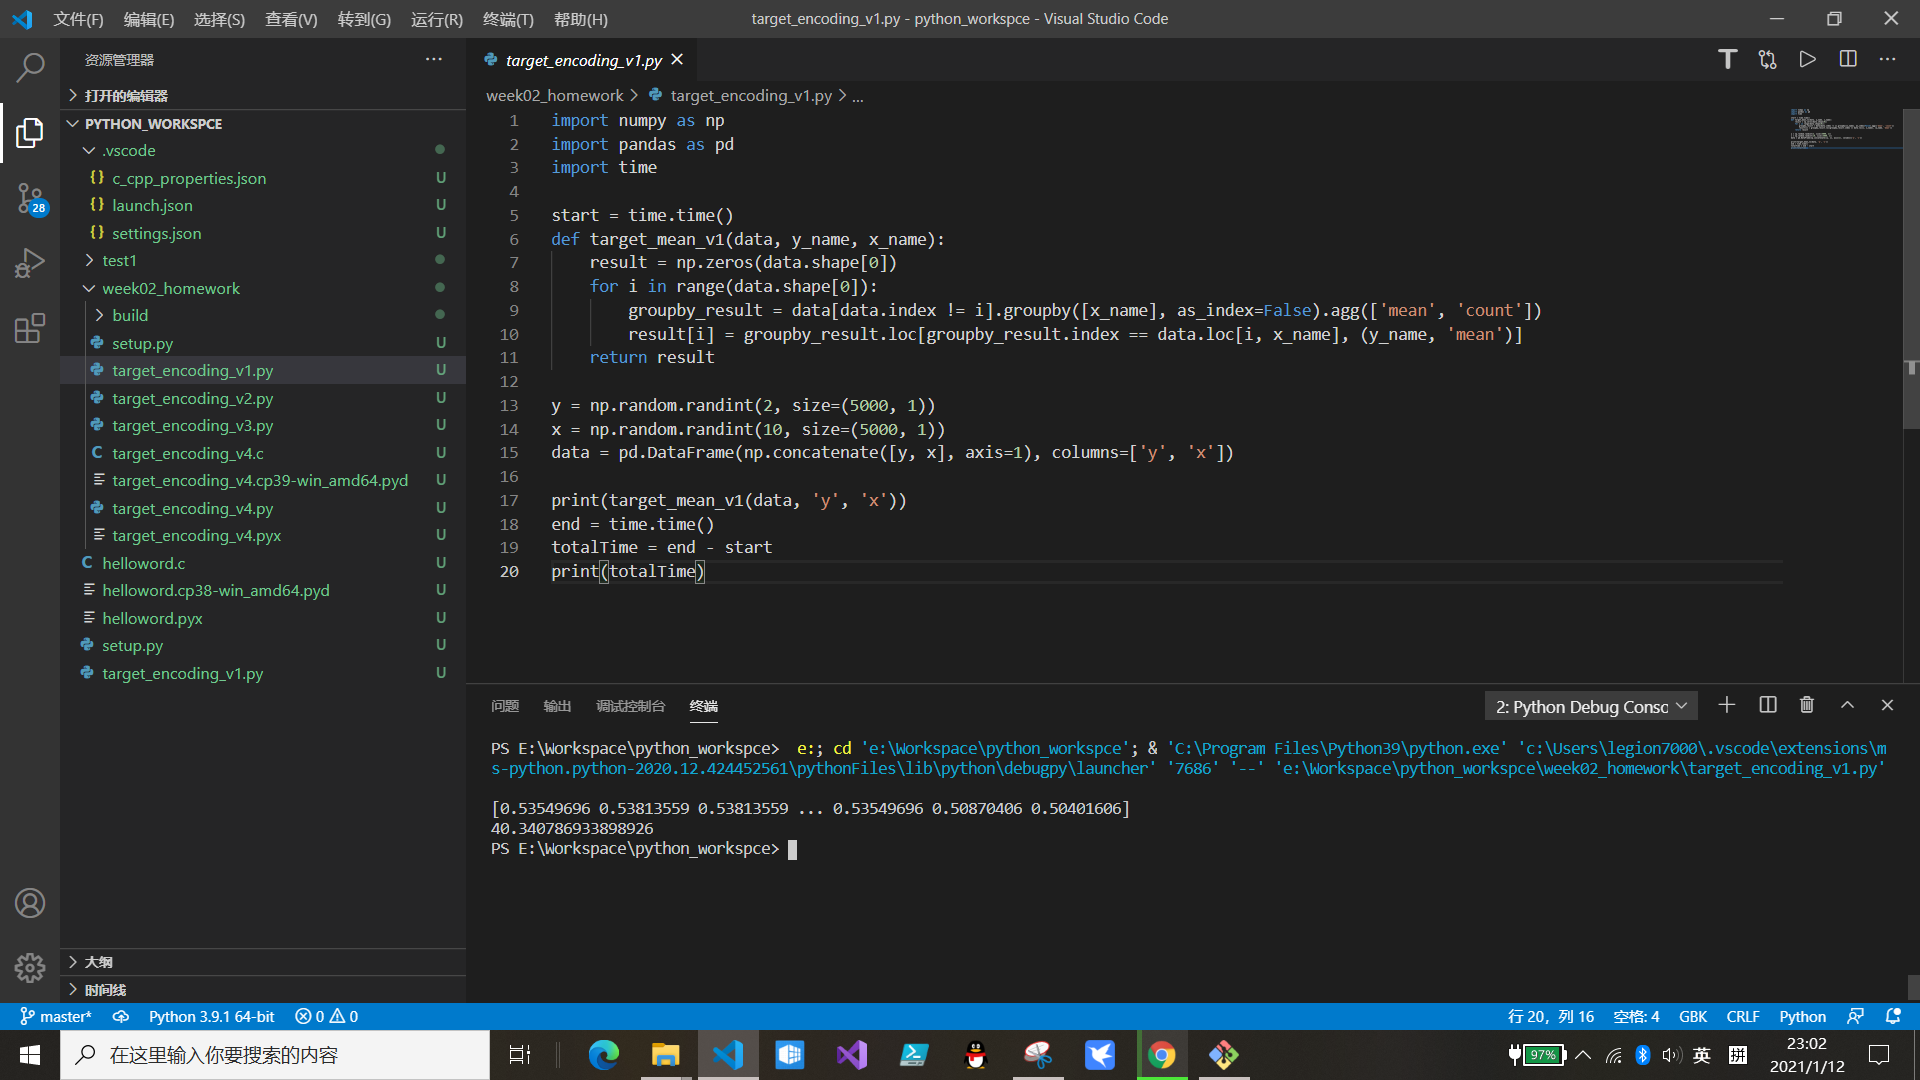 文件(F) 编辑(E) 选择(S) 查看(V) 转到(G) 运行(R) 终端(T) 帮助(H)
target_encoding_v1.py - python_workspce - Visual Studio Code
资源管理器
打开的编辑器
PYTHON_WORKSPCE
.vscode
c_cpp_properties.json U
launch.json U
settings.json U
test1
week02_homework
build
setup.py U
target_encoding_v1.py U
target_encoding_v2.py U
target_encoding_v3.py U
target_encoding_v4.c U
target_encoding_v4.cp39-win_amd64.pyd U
target_encoding_v4.py U
target_encoding_v4.pyx U
helloword.c U
helloword.cp38-win_amd64.pyd U
helloword.pyx U
setup.py U
target_encoding_v1.py U
大纲
时间线
28
target_encoding_v1.py
week02_homework > target_encoding_v1.py > ...
1 import numpy as np
2 import pandas as pd
3 import time
4
5 start = time.time()
6 def target_mean_v1(data, y_name, x_name):
7 result = np.zeros(data.shape[0])
8 for i in range(data.shape[0]):
9 groupby_result = data[data.index != i].groupby([x_name], as_index=False).agg(['mean', 'count'])
10 result[i] = groupby_result.loc[groupby_result.index == data.loc[i, x_name], (y_name, 'mean')]
11 return result
12
13 y = np.random.randint(2, size=(5000, 1))
14 x = np.random.randint(10, size=(5000, 1))
15 data = pd.DataFrame(np.concatenate([y, x], axis=1), columns=['y', 'x'])
16
17 print(target_mean_v1(data, 'y', 'x'))
18 end = time.time()
19 totalTime = end - start
20 print(totalTime)
问题 输出 调试控制台 终端
2: Python Debug Consc
PS E:\Workspace\python_workspce> e:; cd 'e:\Workspace\python_workspce'; & 'C:\Program Files\Python39\python.exe' 'c:\Users\legion7000\.vscode\extensions\m
s-python.python-2020.12.424452561\pythonFiles\lib\python\debugpy\launcher' '7686' '--' 'e:\Workspace\python_workspce\week02_homework\target_encoding_v1.py'
[0.53549696 0.53813559 0.53813559 ... 0.53549696 0.50870406 0.50401606]
40.340786933898926
PS E:\Workspace\python_workspce>
master* Python 3.9.1 64-bit 0 0
行 20，列 16 空格: 4 GBK CRLF Python
在这里输入你要搜索的内容
97% 英 拼
23:02
2021/1/12